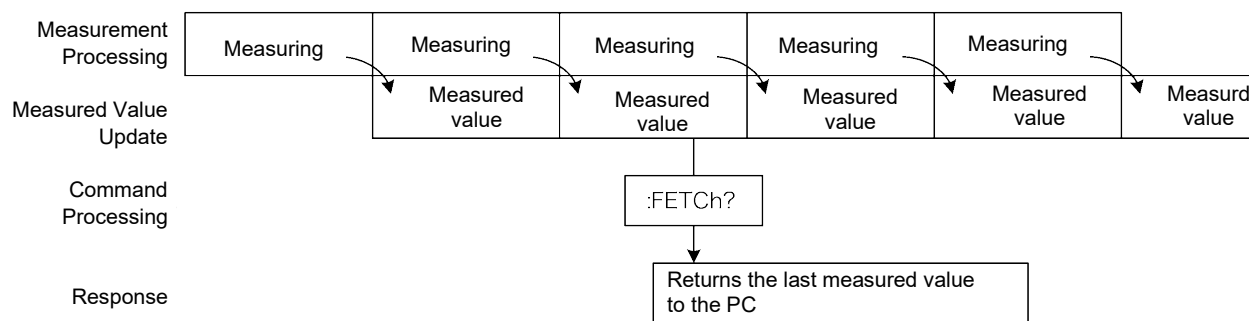 Measurement
Processing
Measuring
Measuring
Measuring
Measuring
Measuring
Measured Value
Update
Measured
value
Measured
value
Measured
value
Measured
value
Measurd
value
Command
Processing
:FETCh?
Response
Returns the last measured value
to the PC